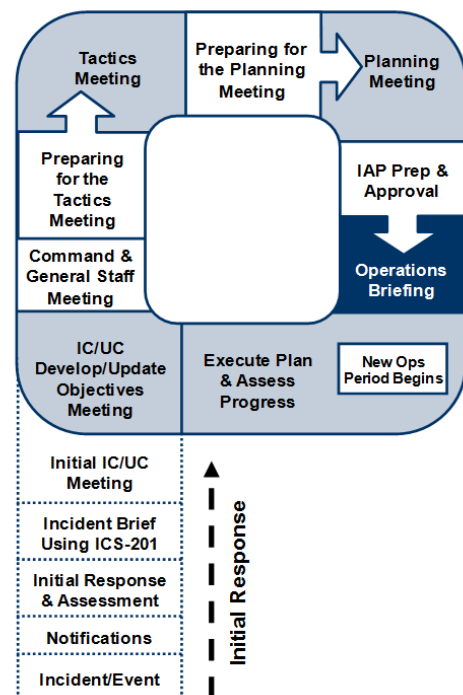 Tactics
Meeting
Preparing for
the Planning
Meeting
Planning
Meeting
Preparing
for the
Tactics
Meeting
IAP Prep &
Approval
Command &
General Staff
Meeting
Operations
Briefing
IC/UC
Develop/Update
Objectives
Meeting
Execute Plan
& Assess
Progress
New Ops
Period Begins
Initial IC/UC
Meeting
Incident Brief
Using ICS-201
Initial Response
& Assessment
Notifications
Incident/Event
Initial Response